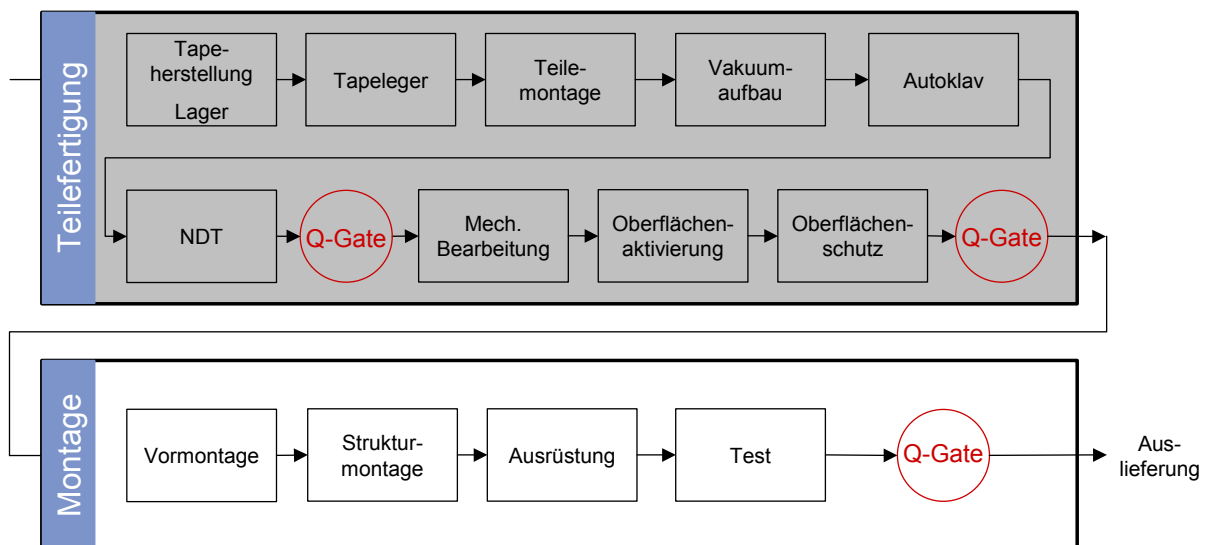 Teilefertigung
Tape-
herstellung
Lager
Tapeleger
Teile-
montage
Vakuum-
aufbau
Autoklav
NDT
Q-Gate
Mech.
Bearbeitung
Oberflächen-
aktivierung
Oberflächen-
schutz
Q-Gate
Montage
Vormontage
Struktur-
montage
Ausrüstung
Test
Q-Gate
Aus-
lieferung